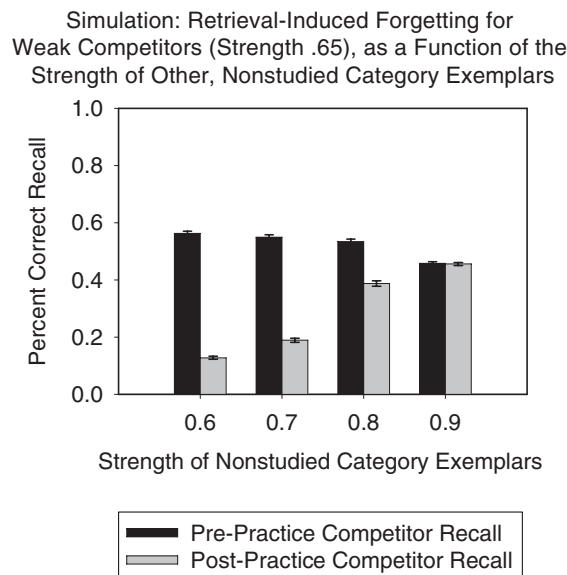 Simulation: Retrieval-Induced Forgetting for
Weak Competitors (Strength .65), as a Function of the
Strength of Other, Nonstudied Category Exemplars
Percent Correct Recall
1.0
0.8
0.6
0.4
0.2
0.0
0.6 0.7 0.8 0.9
Strength of Nonstudied Category Exemplars
Pre-Practice Competitor Recall
Post-Practice Competitor Recall